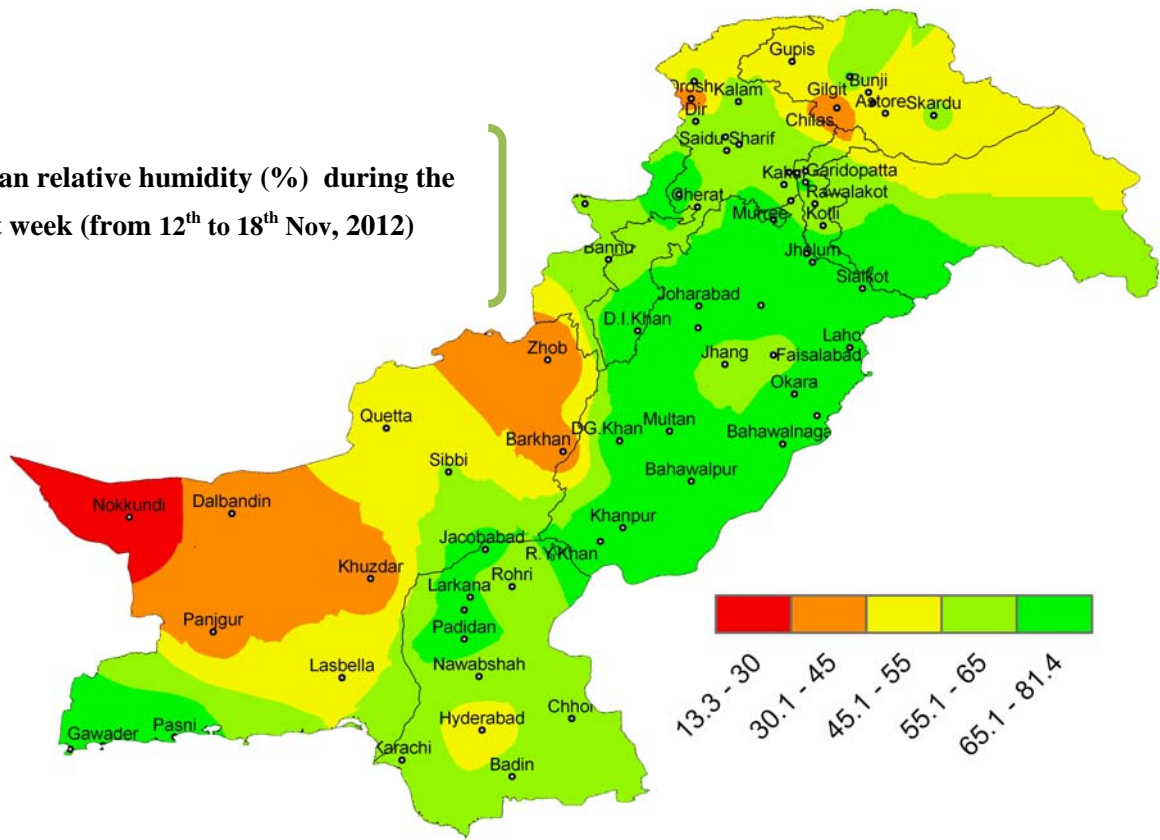 an relative humidity (%) during the
t week (from 12th to 18th Nov, 2012)
Gupis
Bunji
Gilgit
Astore
Skardu
Chilas
rosh
Kalam
Dir
Saidu Sharif
Garidopatta
Rawalakot
Cherat
Murree
Kotli
Bannu
Jhelum
Sialkot
Joharabad
D.I.Khan
Laho
Zhob
Jhang
Faisalabad
Okara
Quetta
Multan
DG.Khan
Bahawalnaga
Barkhan
Sibbi
Bahawalpur
Nokkundi
Dalbandin
Khanpur
Jacobabad
R.Y.Khan
Khuzdar
Rohri
Larkana
Panjgur
Padidan
Lasbella
Nawabshah
Chhor
Pasni
Hyderabad
Gawader
Karachi
Badin
13.3 - 30
30.1 - 45
45.1 - 55
55.1 - 65
65.1 - 81.4